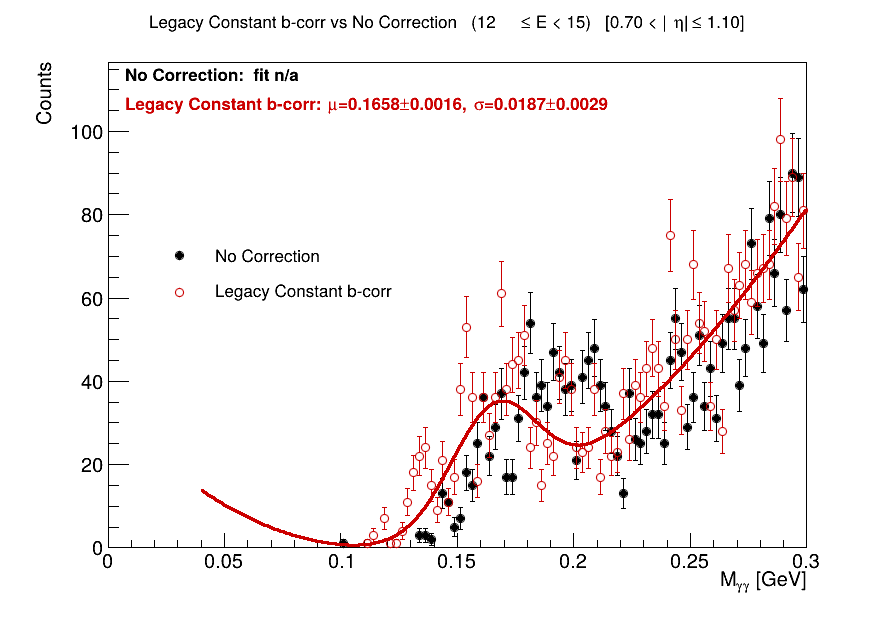 Legacy Constant b-corr vs No Correction (12 ≤ E < 15) [0.70 < | η| ≤ 1.10]
Counts
No Correction: fit n/a
Legacy Constant b-corr: μ=0.1658±0.0016, σ=0.0187±0.0029
100
80
No Correction
Legacy Constant b-corr
60
40
20
0
0 0.05 0.1 0.15 0.2 0.25 0.3
Mγγ [GeV]